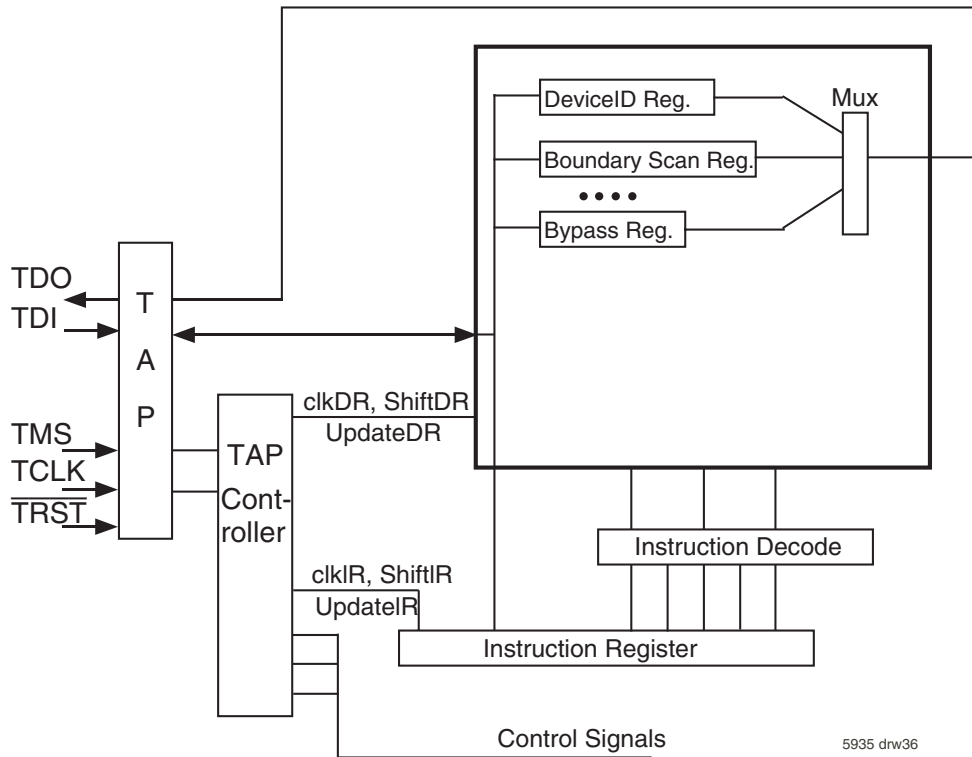 DeviceID Reg.
Mux
Boundary Scan Reg.
Bypass Reg.
TDO
TDI
T
A
P
TMS
TCLK
TRST
TAP
Cont-
roller
clkDR, ShiftDR
UpdateDR
Instruction Decode
clkIR, ShiftIR
UpdateIR
Instruction Register
Control Signals
5935 drw36